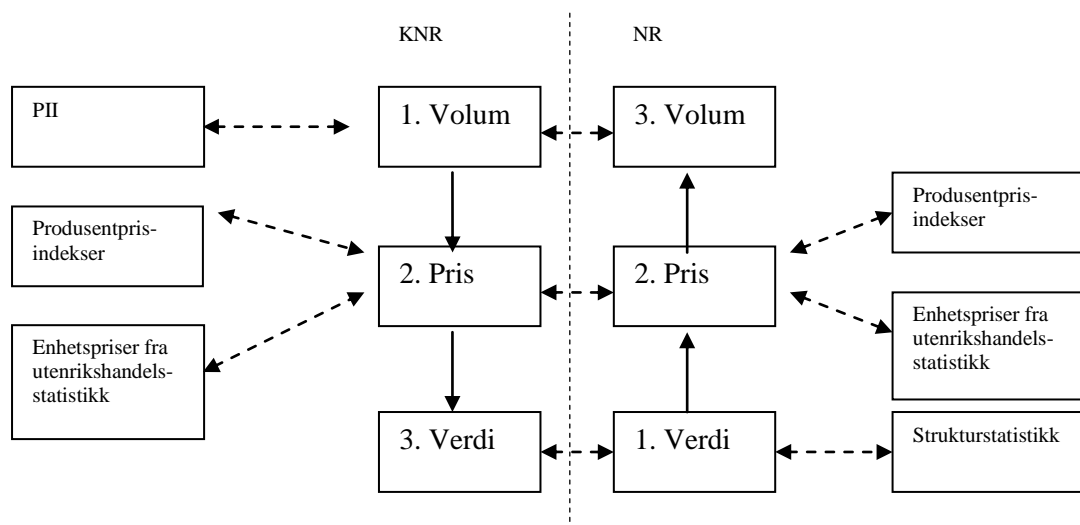 KNR
NR
PII
1. Volum
3. Volum
Produsentpris-
indekser
2. Pris
2. Pris
Produsentpris-
indekser
Enhetspriser fra
utenrikshandels-
statistikk
Enhetspriser fra
utenrikshandels-
statistikk
3. Verdi
1. Verdi
Strukturstatistikk